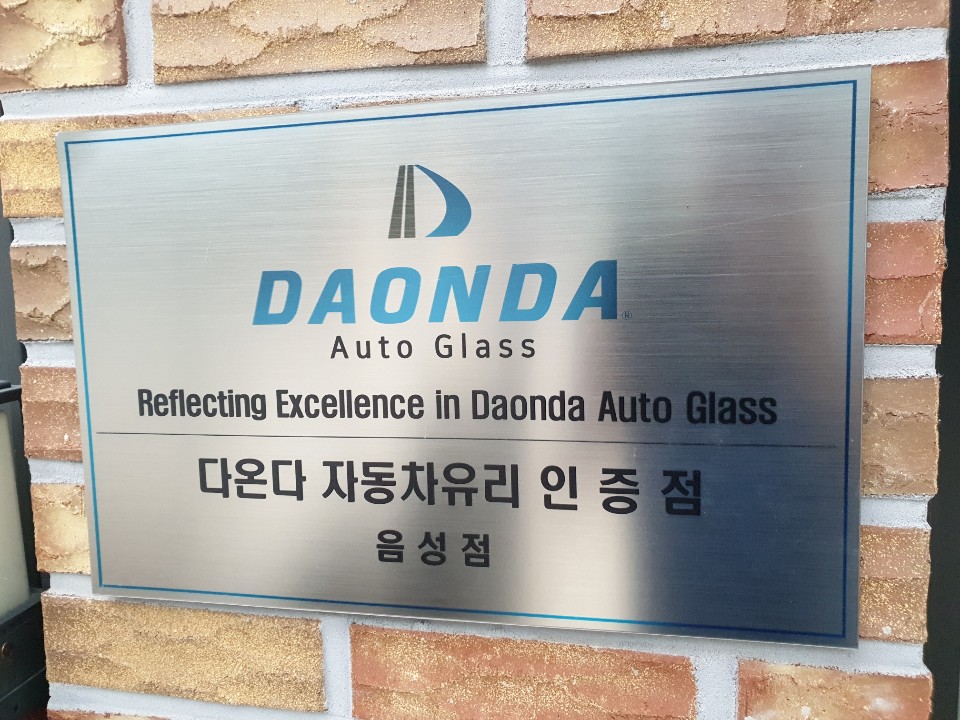 DAONDA
Auto Glass
Reflecting Excellence in Daonda Auto Glass
다온다 자동차유리 인 증 점
음 성 점